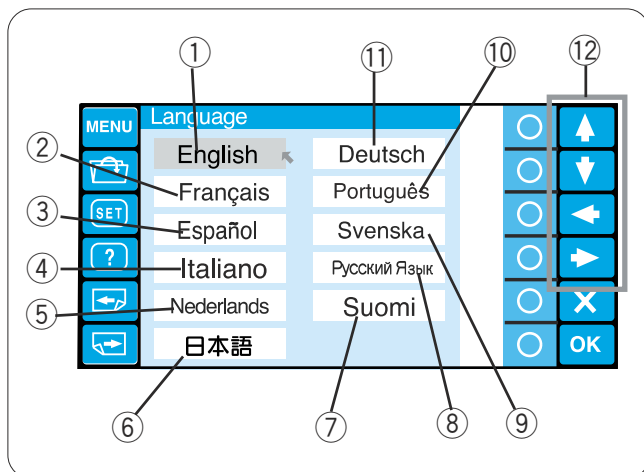 ① ⑪ ⑩ ⑫
MENU Language
English Deutsch
② Français Português
SET
③ Español Svenska
?
④ Italiano Русский Язык
⑤ Nederlands Suomi
X
日本語
OK
⑥ ⑦ ⑧ ⑨